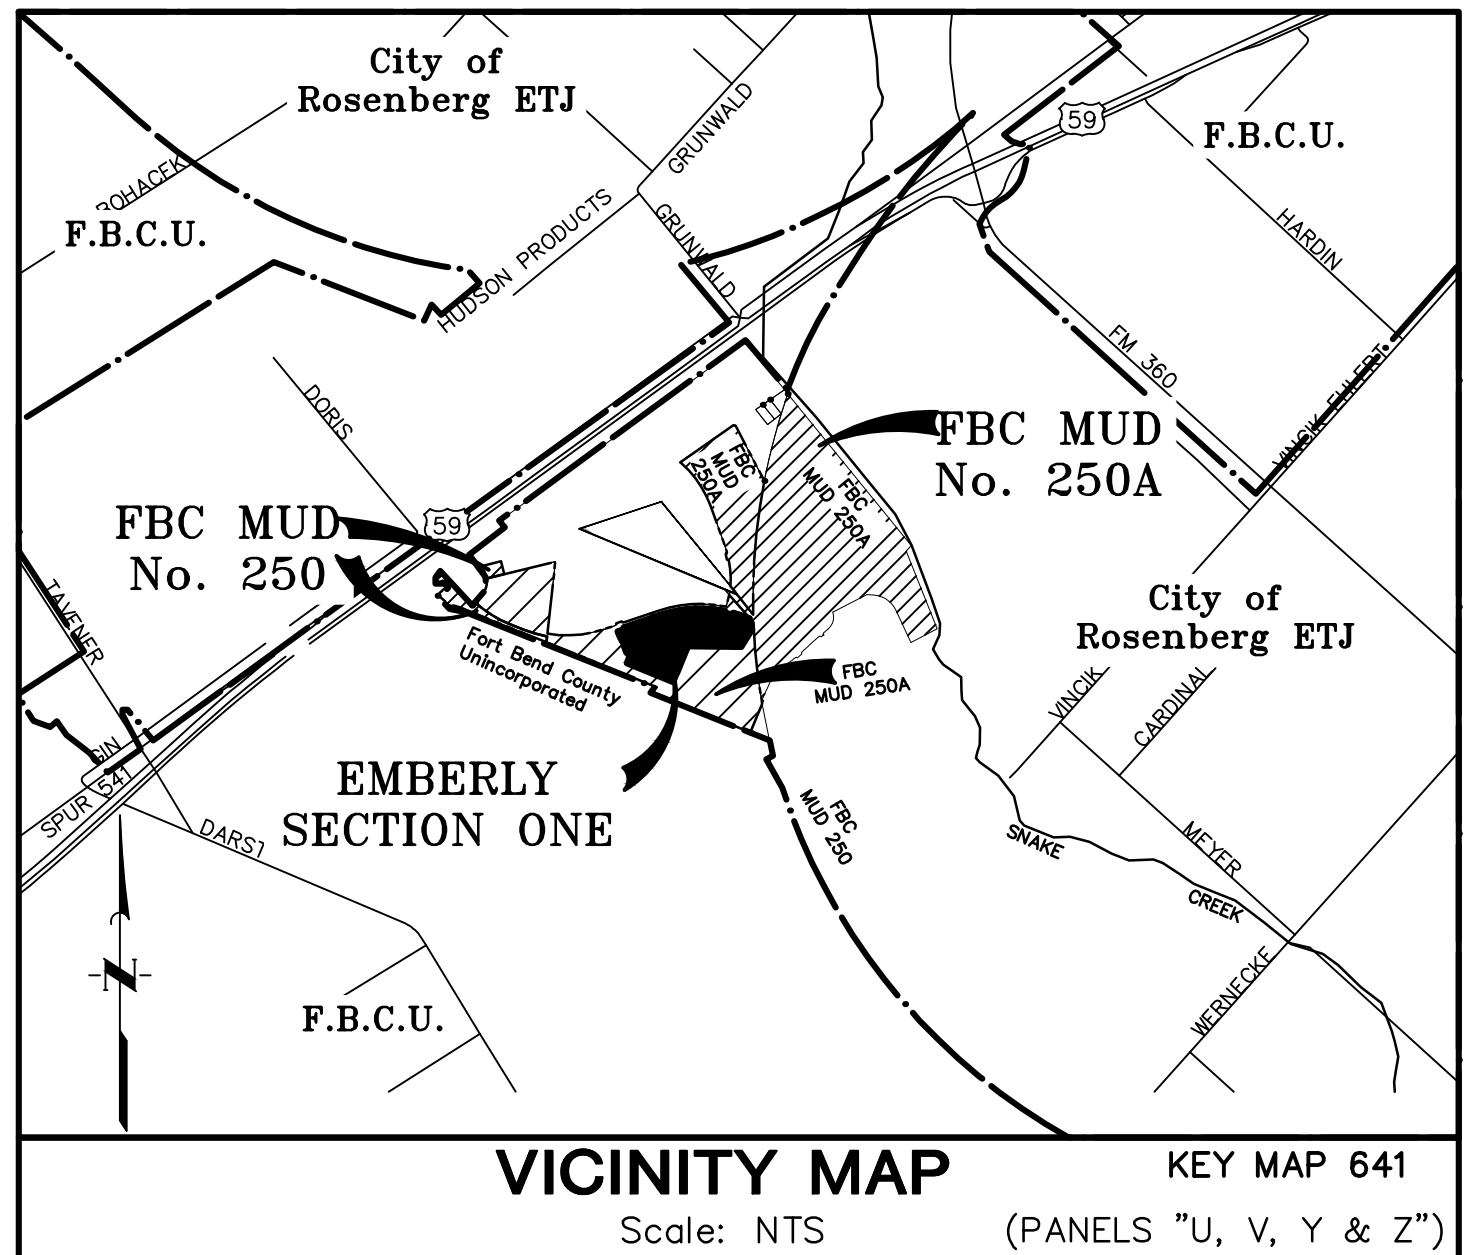 City of
Rosenberg ETJ
GRUNWALD
59
F.B.C.U.
BOHACEK
F.B.C.U.
HUDSON PRODUCTS
GRUNWALD
HARDIN
FM 360
VINCIK EHLERT
DORIS
FBC MUD
No. 250A
FBC
MUD
250A
FBC
MUD 250A
FBC MUD
No. 250
59
TAVENER
City of
Rosenberg ETJ
Fort Bend County
Unincorporated
FBC
MUD 250A
VINCIK
CARDINAL
GIN
SPUR 541
EMBERLY
SECTION ONE
DARST
FBC
MUD 250
SNAKE
CREEK
MEYER
WERNECKE
N
F.B.C.U.
VICINITY MAP
Scale: NTS
KEY MAP 641
(PANELS "U, V, Y & Z")